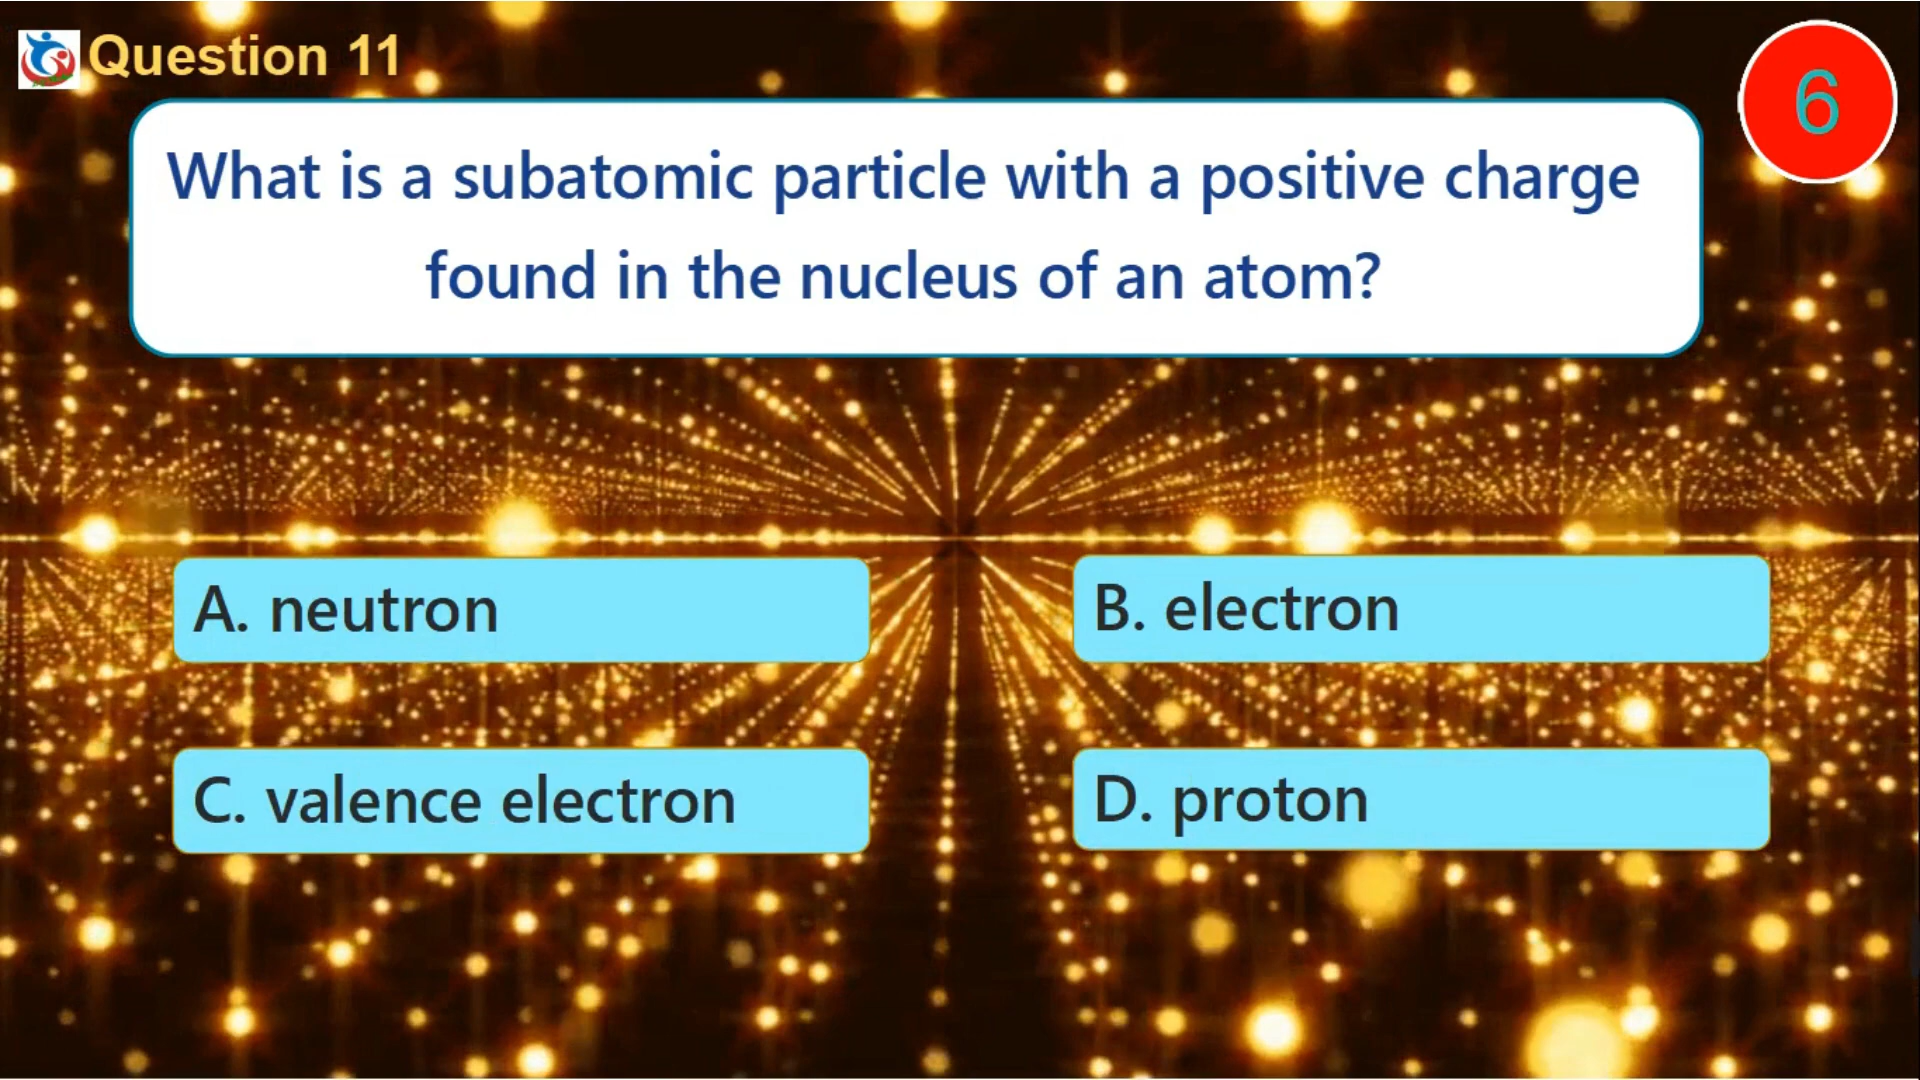 Question 11
6
What is a subatomic particle with a positive charge
found in the nucleus of an atom?
A. neutron
B. electron
C. valence electron
D. proton